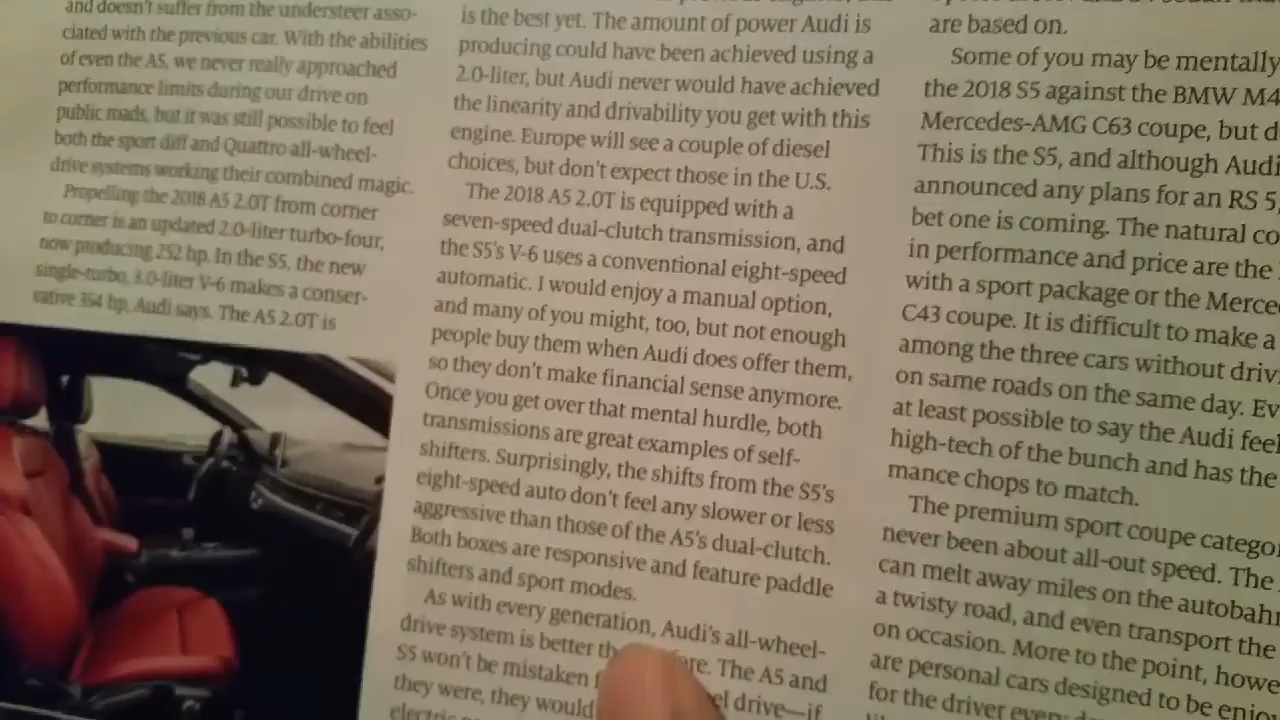 and doesn't suffer from the understeer asso-
ciated with the previous car. With the abilities
of even the A5, we never really approached
performance limits during our drive on
public roads, but it was still possible to feel
both the sport diff and Quattro all-wheel-
drive systems working their combined magic.
Propelling the 2018 A5 2.0T from corner
to corner is an updated 2.0-liter turbo-four,
now producing 252 hp. In the S5, the new
single-turbo, 3.0-liter V-6 makes a conser-
vative 354 hp, Audi says. The A5 2.0T is
is the best yet. The amount of power Audi is
producing could have been achieved using a
2.0-liter, but Audi never would have achieved
the linearity and drivability you get with this
engine. Europe will see a couple of diesel
choices, but don't expect those in the U.S.
The 2018 A5 2.0T is equipped with a
seven-speed dual-clutch transmission, and
the S5's V-6 uses a conventional eight-speed
automatic. I would enjoy a manual option,
and many of you might, too, but not enough
people buy them when Audi does offer them,
so they don't make financial sense anymore.
Once you get over that mental hurdle, both
transmissions are great examples of self-
shifters. Surprisingly, the shifts from the S5's
eight-speed auto don't feel any slower or less
aggressive than those of the A5's dual-clutch.
Both boxes are responsive and feature paddle
shifters and sport modes.
As with every generation, Audi's all-wheel-
drive system is better The A5 and
S5 won't be mistaken
they were, they would drive—if
are based on.
Some of you may be mentally
the 2018 S5 against the BMW M4
Mercedes-AMG C63 coupe, but d
This is the S5, and although Audi
announced any plans for an RS 5,
bet one is coming. The natural co
in performance and price are the
with a sport package or the Merce
C43 coupe. It is difficult to make a
among the three cars without driv
on same roads on the same day. Ev
at least possible to say the Audi feel
high-tech of the bunch and has the
mance chops to match.
The premium sport coupe catego
never been about all-out speed. The
can melt away miles on the autobah
a twisty road, and even transport the
on occasion. More to the point, howe
are personal cars designed to be enjo
for the driver every